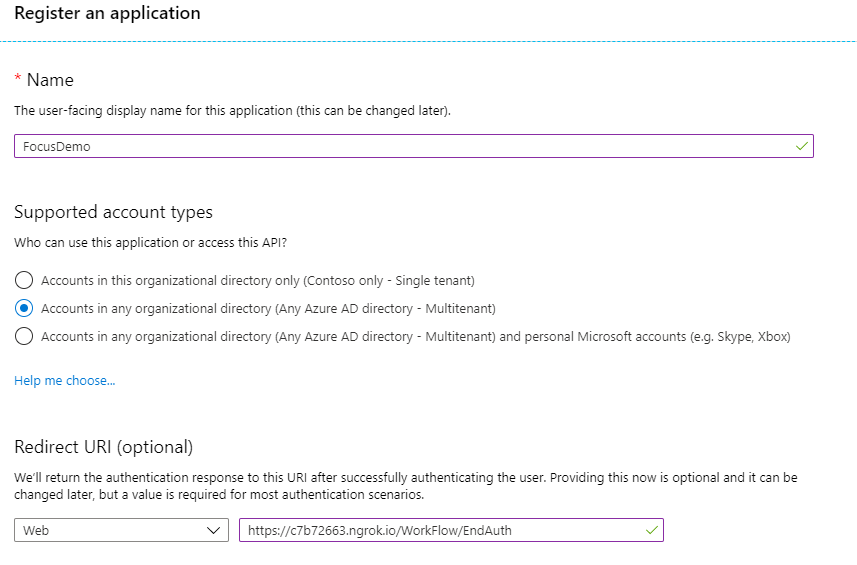 Register an application
* Name
The user-facing display name for this application (this can be changed later).
FocusDemo
Supported account types
Who can use this application or access this API?
Accounts in this organizational directory only (Contoso only - Single tenant)
Accounts in any organizational directory (Any Azure AD directory - Multitenant)
Accounts in any organizational directory (Any Azure AD directory - Multitenant) and personal Microsoft accounts (e.g. Skype, Xbox)
Help me choose...
Redirect URI (optional)
We'll return the authentication response to this URI after successfully authenticating the user. Providing this now is optional and it can be
changed later, but a value is required for most authentication scenarios.
Web
https://c7b72663.ngrok.io/WorkFlow/EndAuth